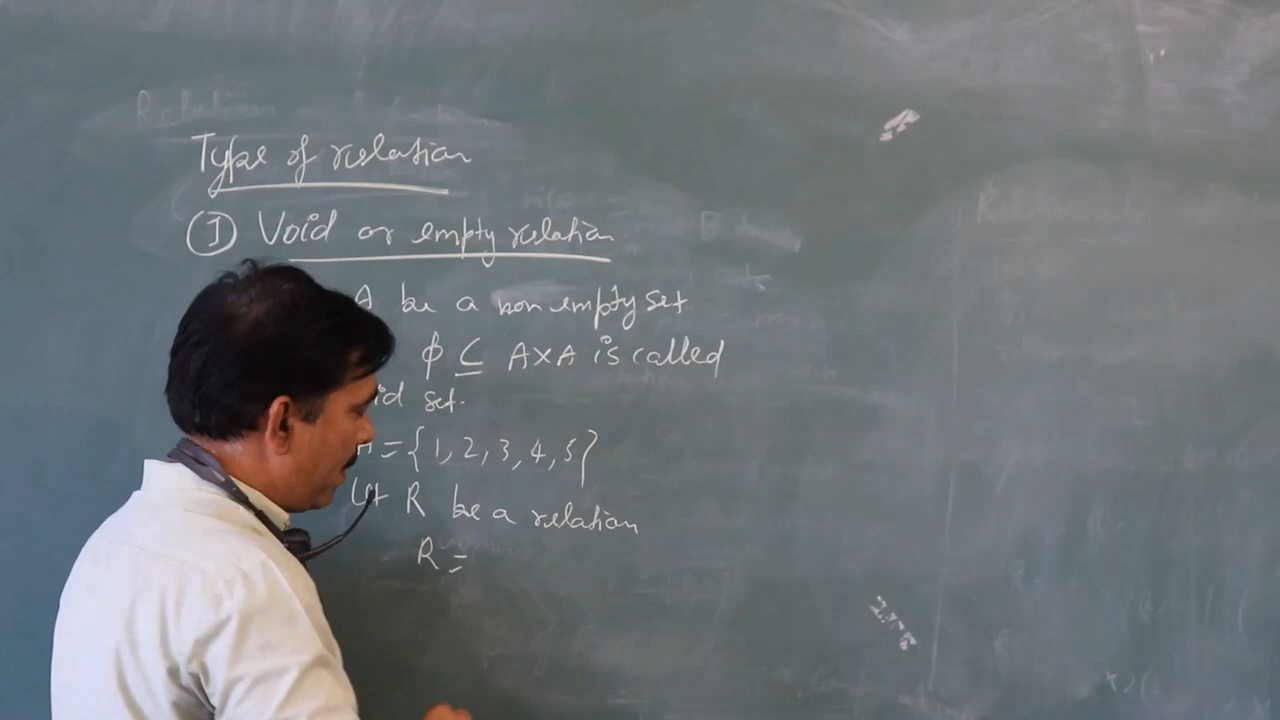 Type of relation
(1) Void or empty relation
A be a non empty set
ϕ ⊆ A×A is called
id set.
A = {1, 2, 3, 4, 5}
Let R be a relation
R =